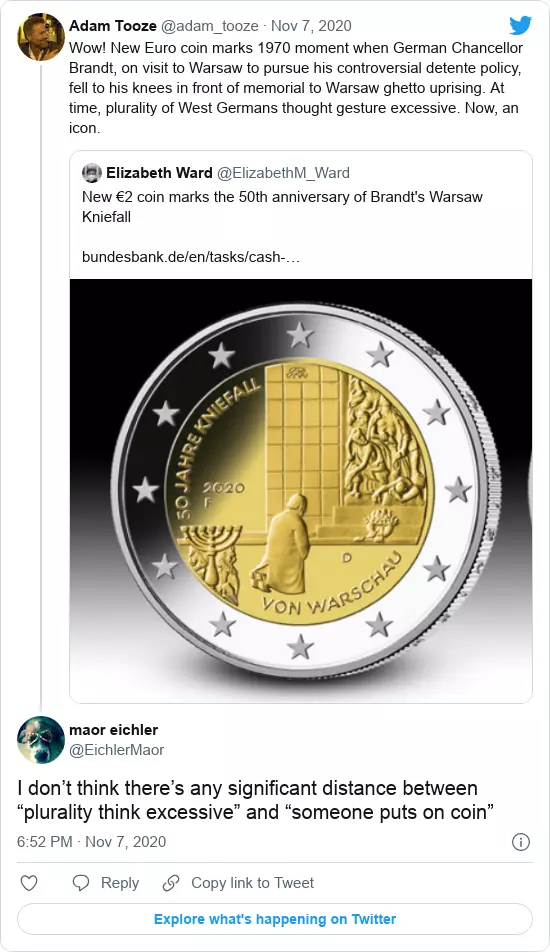 Adam Tooze @adam_tooze · Nov 7, 2020
Wow! New Euro coin marks 1970 moment when German Chancellor
Brandt, on visit to Warsaw to pursue his controversial detente policy,
fell to his knees in front of memorial to Warsaw ghetto uprising. At
time, plurality of West Germans thought gesture excessive. Now, an
icon.
Elizabeth Ward @ElizabethM_Ward
New €2 coin marks the 50th anniversary of Brandt's Warsaw
Kniefall
bundesbank.de/en/tasks/cash-…
50 JAHRE KNIEFALL
2020
F
D
VON WARSCHAU
maor eichler
@EichlerMaor
I don’t think there’s any significant distance between
“plurality think excessive” and “someone puts on coin”
6:52 PM · Nov 7, 2020
Reply
Copy link to Tweet
Explore what's happening on Twitter